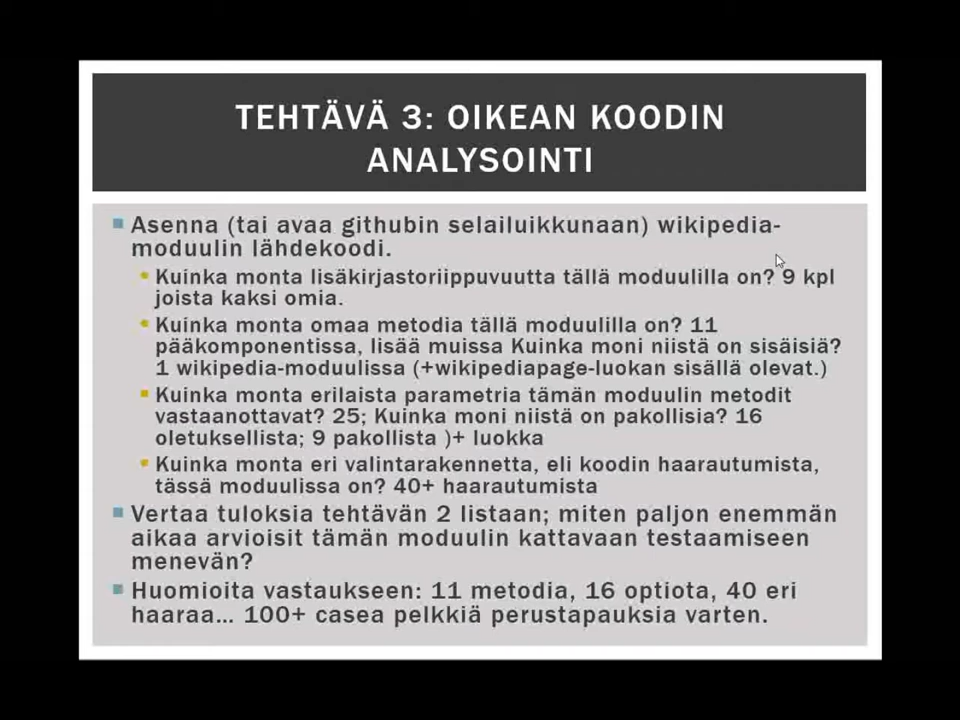 TEHTÄVÄ 3: OIKEAN KOODIN
ANALYSOINTI
Asenna (tai avaa githubin selailuikkunaan) wikipedia-
moduulin lähdekoodi.
Kuinka monta lisäkirjastoriippuvuutta tällä moduulilla on? 9 kpl
joista kaksi omia.
Kuinka monta omaa metodia tällä moduulilla on? 11
pääkomponentissa, lisää muissa Kuinka moni niistä on sisäisiä?
1 wikipedia-moduulissa (+wikipediapage-luokan sisällä olevat.)
Kuinka monta erilaista parametria tämän moduulin metodit
vastaanottavat? 25; Kuinka moni niistä on pakollisia? 16
oletuksellista; 9 pakollista )+ luokka
Kuinka monta eri valintarakennetta, eli koodin haarautumista,
tässä moduulissa on? 40+ haarautumista
Vertaa tuloksia tehtävän 2 listaan; miten paljon enemmän
aikaa arvioisit tämän moduulin kattavaan testaamiseen
menevän?
Huomioita vastaukseen: 11 metodia, 16 optiota, 40 eri
haaraa... 100+ casea pelkkiä perustapauksia varten.